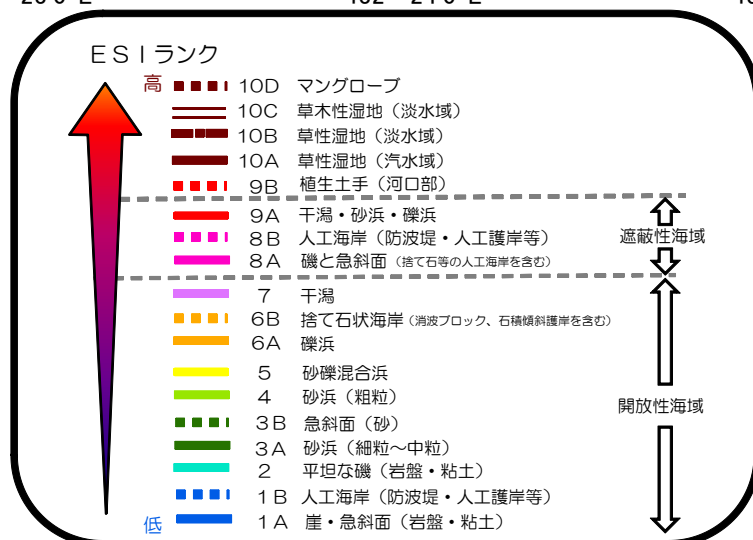 ESIランク
高 10D マングローブ
10C 草木性湿地（淡水域）
10B 草性湿地（淡水域）
10A 草性湿地（汽水域）
9B 植生土手（河口部）
9A 干潟・砂浜・礫浜
8B 人工海岸（防波堤・人工護岸等）
遮蔽性海域
8A 磯と急斜面（捨て石等の人工海岸を含む）
7 干潟
6B 捨て石状海岸（消波ブロック、石積傾斜護岸を含む）
6A 礫浜
5 砂礫混合浜
4 砂浜（粗粒）
開放性海域
3B 急斜面（砂）
3A 砂浜（細粒～中粒）
2 平坦な磯（岩盤・粘土）
1B 人工海岸（防波堤・人工護岸等）
低 1A 崖・急斜面（岩盤・粘土）